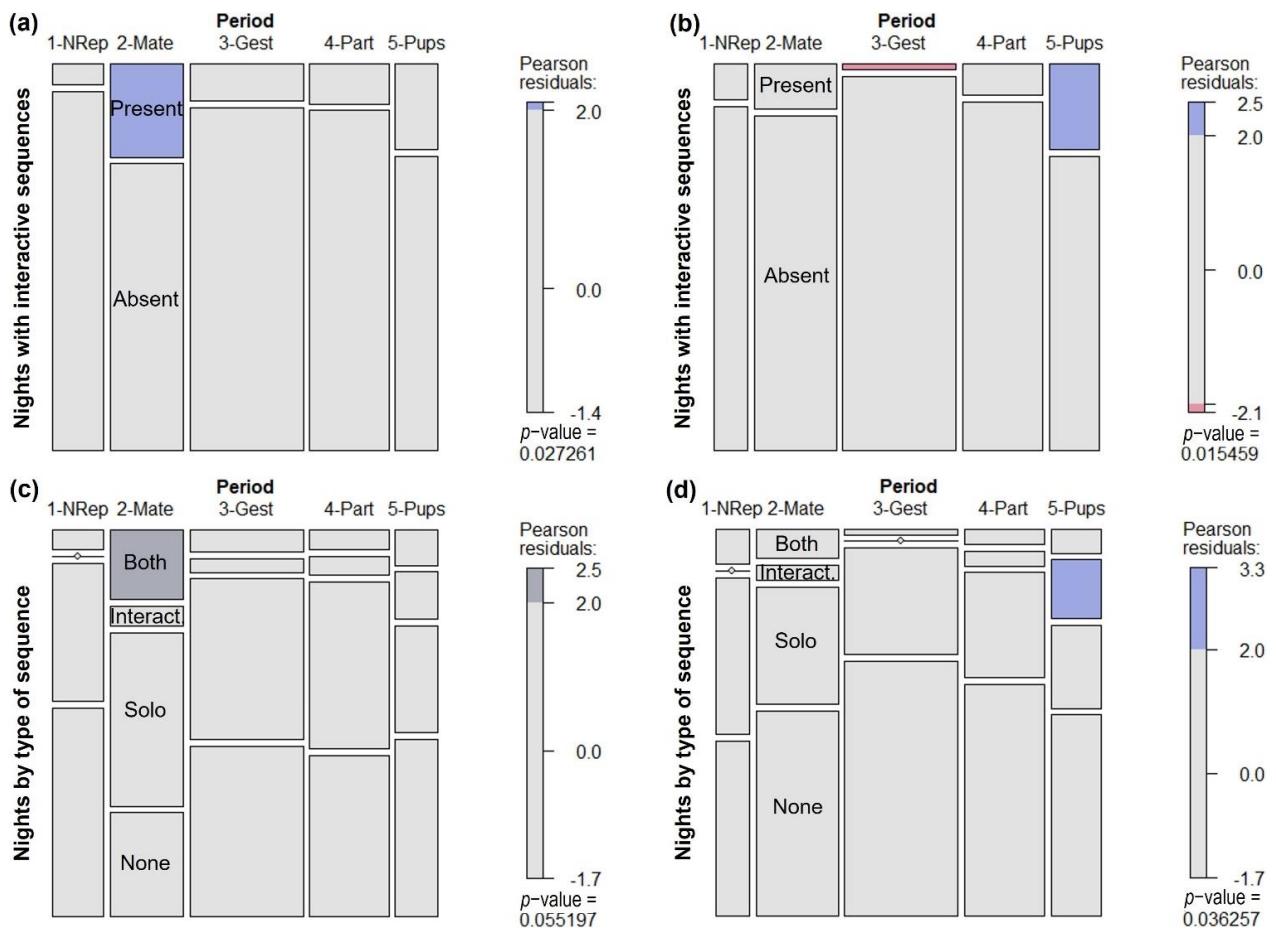 (a)
Period
1-NRep 2-Mate 3-Gest 4-Part 5-Pups
Nights with interactive sequences
Present
Absent
Pearson
residuals:
2.0
0.0
-1.4
p-value =
0.027261
(b)
Period
1-NRep 2-Mate 3-Gest 4-Part 5-Pups
Nights with interactive sequences
Present
Absent
Pearson
residuals:
2.5
2.0
0.0
-2.1
p-value =
0.015459
(c)
Period
1-NRep 2-Mate 3-Gest 4-Part 5-Pups
Nights by type of sequence
Both
Interact.
Solo
None
Pearson
residuals:
2.5
2.0
0.0
-1.7
p-value =
0.055197
(d)
Period
1-NRep 2-Mate 3-Gest 4-Part 5-Pups
Nights by type of sequence
Both
Interact.
Solo
None
Pearson
residuals:
3.3
2.0
0.0
-1.7
p-value =
0.036257